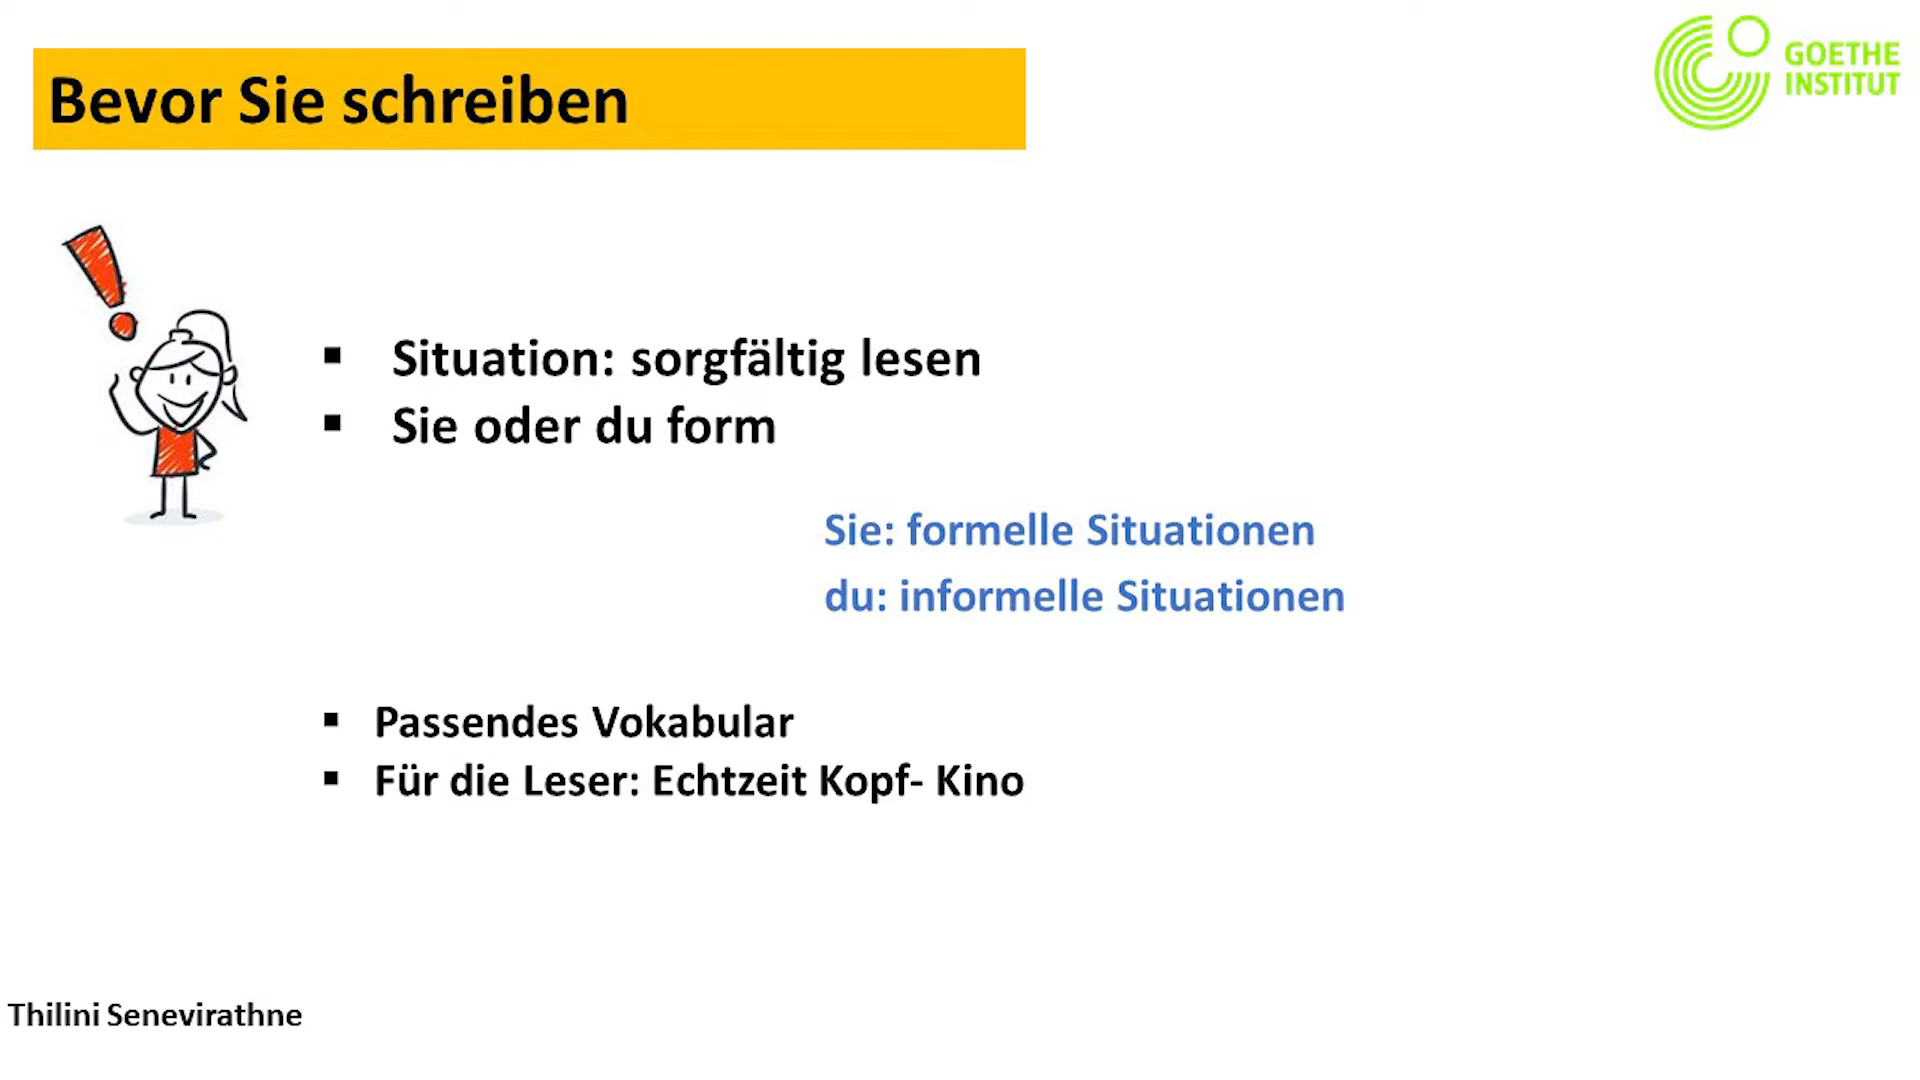 Bevor Sie schreiben
GOETHE
INSTITUT
▪ Situation: sorgfältig lesen
▪ Sie oder du form
Sie: formelle Situationen
du: informelle Situationen
▪ Passendes Vokabular
▪ Für die Leser: Echtzeit Kopf- Kino
Thilini Senevirathne